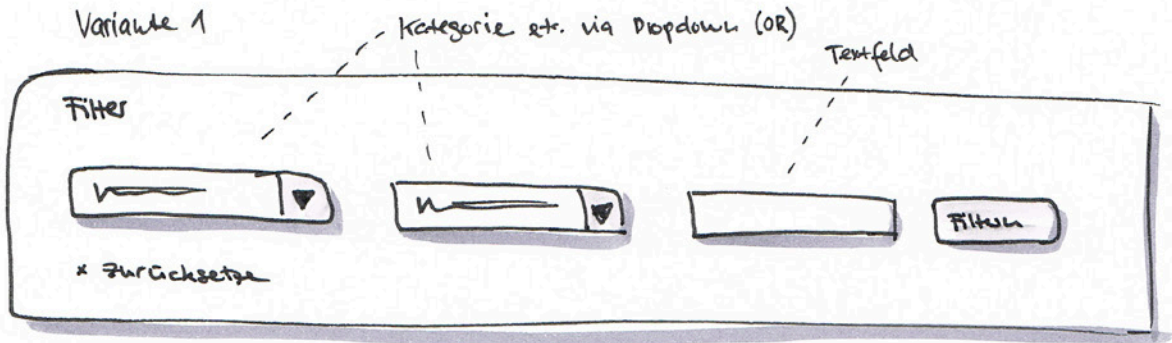 Variante 1
Kategorie etc. via Dropdown (OR)
Textfeld
Filter
Filtern
x zurücksetzen